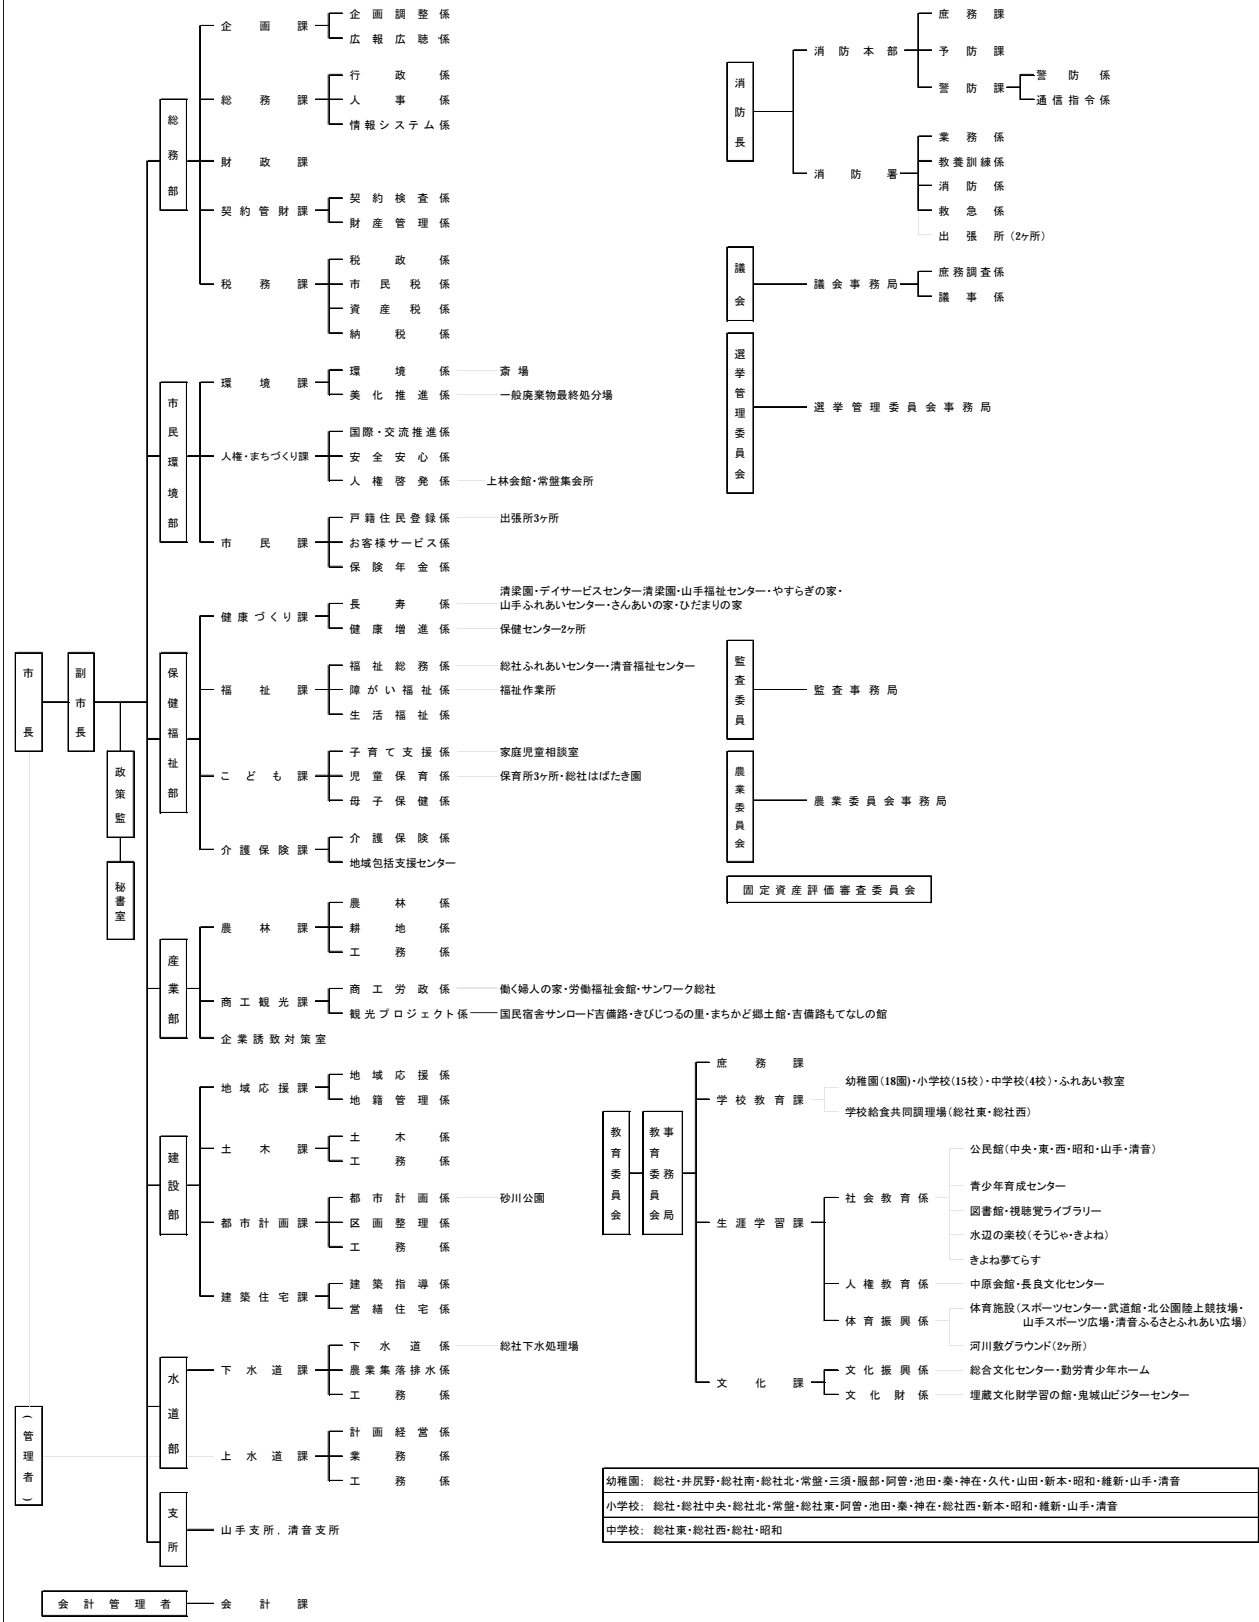 市長
副市長
政策監
秘書室
(管理者)
総務部
企画課
企画調整係
広報広聴係
総務課
行政係
人事係
情報システム係
財政課
契約管財課
契約検査係
財産管理係
税務課
税政係
市民税係
資産税係
納税係
市民環境部
環境課
環境係 斎場
美化推進係 一般廃棄物最終処分場
人権・まちづくり課
国際・交流推進係
安全安心係
人権啓発係 上林会館・常盤集会所
市民課
戸籍住民登録係 出張所3ヶ所
お客様サービス係
保険年金係
保健福祉部
健康づくり課
長寿係
清梁園・デイサービスセンター清梁園・山手福祉センター・やすらぎの家・
山手ふれあいセンター・さんあいの家・ひだまりの家
健康増進係 保健センター2ヶ所
福祉課
福祉総務係 総社ふれあいセンター・清音福祉センター
障がい福祉係 福祉作業所
生活福祉係
こども課
子育て支援係 家庭児童相談室
児童保育係 保育所3ヶ所・総社はばたき園
母子保健係
介護保険課
介護保険係
地域包括支援センター
産業部
農林課
農林係
耕地係
工務係
商工観光課
商工労政係 働く婦人の家・労働福祉会館・サンワーク総社
観光プロジェクト係 国民宿舎サンロード吉備路・きびじつるの里・まちかど郷土館・吉備路もてなしの館
企業誘致対策室
建設部
地域応援課
地域応援係
地籍管理係
土木課
土木係
工務係
都市計画課
都市計画係 砂川公園
区画整理係
工務係
建築住宅課
建築指導係
営繕住宅係
水道部
下水道課
下水道係 総社下水処理場
農業集落排水係
工務係
上水道課
計画経営係
業務係
工務係
支所
山手支所，清音支所
会計管理者 会計課
消防長
消防本部
庶務課
予防課
警防課
警防係
通信指令係
消防署
業務係
教養訓練係
消防係
救急係
出張所(2ヶ所)
議会
議会事務局
庶務調査係
議事係
選挙管理委員会
選挙管理委員会事務局
監査委員
監査事務局
農業委員会
農業委員会事務局
固定資産評価審査委員会
教育委員会
教育委員会
事務局
庶務課
学校教育課
幼稚園(18園)・小学校(15校)・中学校(4校)・ふれあい教室
学校給食共同調理場(総社東・総社西)
生涯学習課
社会教育係
公民館(中央・東・西・昭和・山手・清音)
青少年育成センター
図書館・視聴覚ライブラリー
水辺の楽校(そうじゃ・きよね)
きよね夢てらす
人権教育係 中原会館・長良文化センター
体育振興係
体育施設(スポーツセンター・武道館・北公園陸上競技場・
山手スポーツ広場・清音ふるさとふれあい広場)
河川敷グラウンド(2ヶ所)
文化課
文化振興係 総合文化センター・勤労青少年ホーム
文化財係 埋蔵文化財学習の館・鬼城山ビジターセンター
幼稚園: 総社・井尻野・総社南・総社北・常盤・三須・服部・阿曽・池田・秦・神在・久代・山田・新本・昭和・維新・山手・清音
小学校: 総社・総社中央・総社北・常盤・総社東・阿曽・池田・秦・神在・総社西・新本・昭和・維新・山手・清音
中学校: 総社東・総社西・総社・昭和